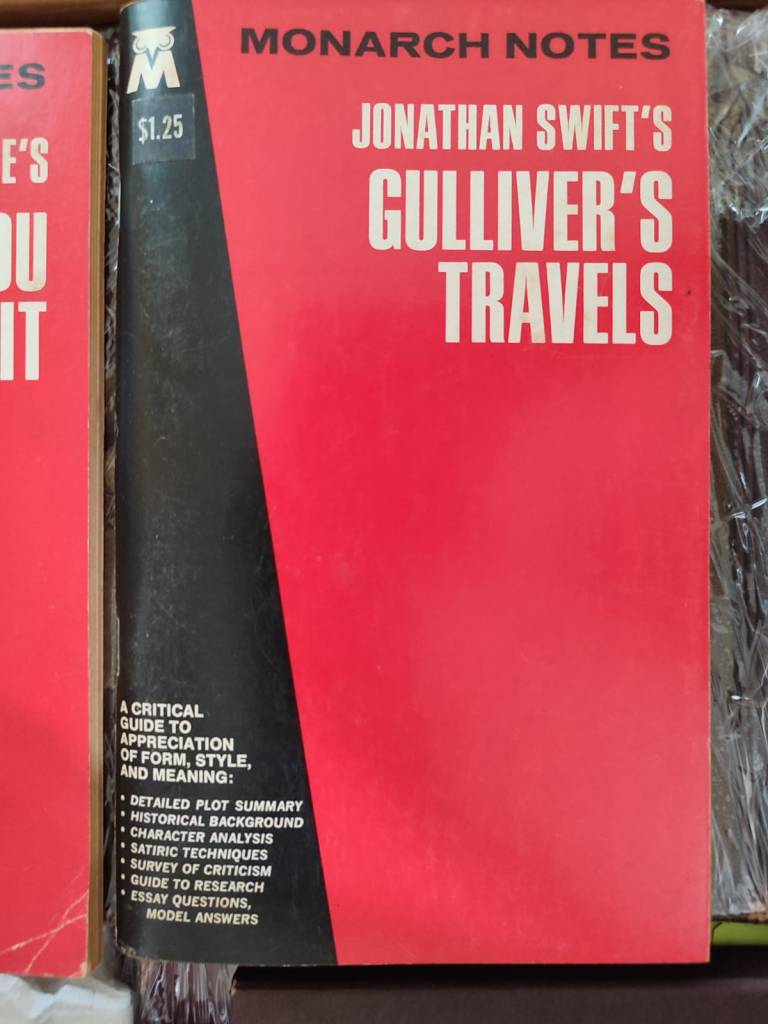 ES
E'S
OU
IT
M
$1.25
MONARCH NOTES
JONATHAN SWIFT'S
GULLIVER'S
TRAVELS
A CRITICAL
GUIDE TO
APPRECIATION
OF FORM, STYLE,
AND MEANING:
• DETAILED PLOT SUMMARY
• HISTORICAL BACKGROUND
• CHARACTER ANALYSIS
• SATIRIC TECHNIQUES
• SURVEY OF CRITICISM
• GUIDE TO RESEARCH
• ESSAY QUESTIONS,
MODEL ANSWERS